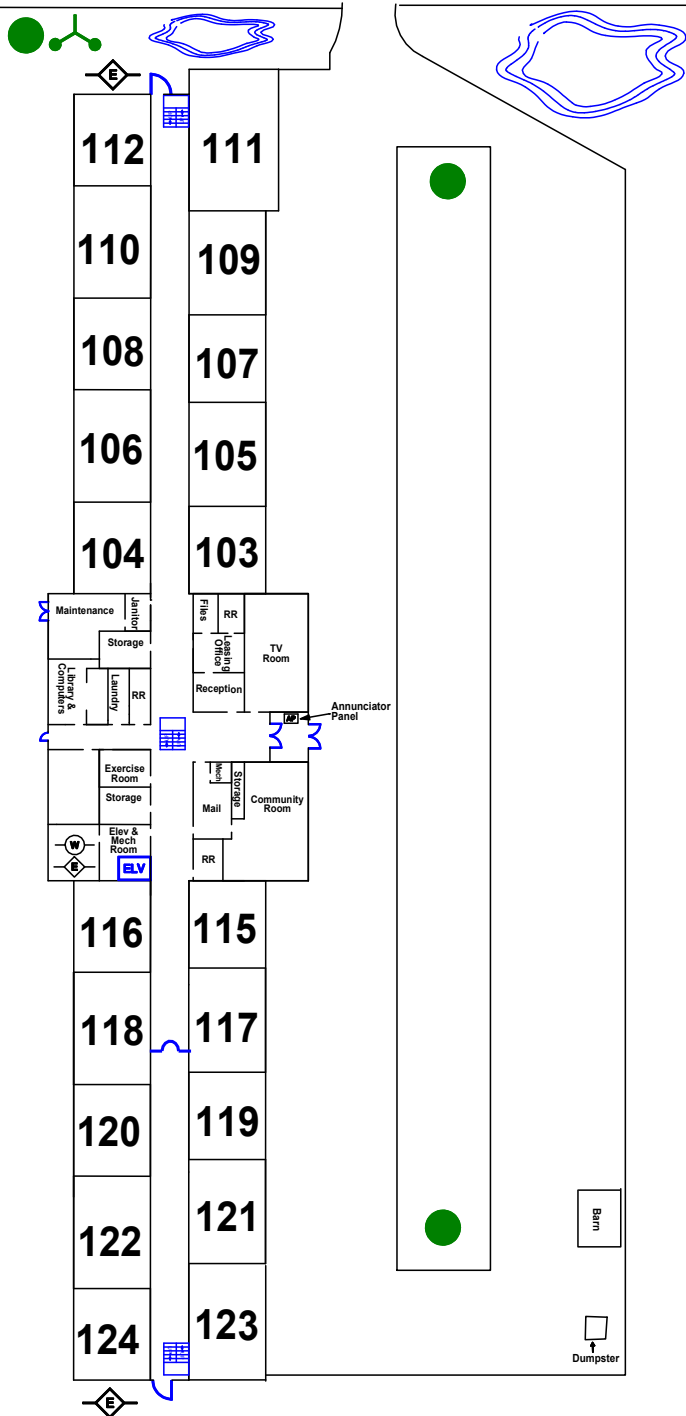 E
112
111
110
109
108
107
106
105
104
103
Maintenance
Janitor
Files
RR
Leasing
Office
TV
Room
Storage
Library &
Computers
Laundry
RR
Reception
AP
Annunciator
Panel
Exercise
Room
Mech
Storage
Community
Room
Storage
Mail
Elev &
Mech
Room
W
E
ELV
RR
116
115
118
117
120
119
122
121
Barn
124
123
Dumpster
E